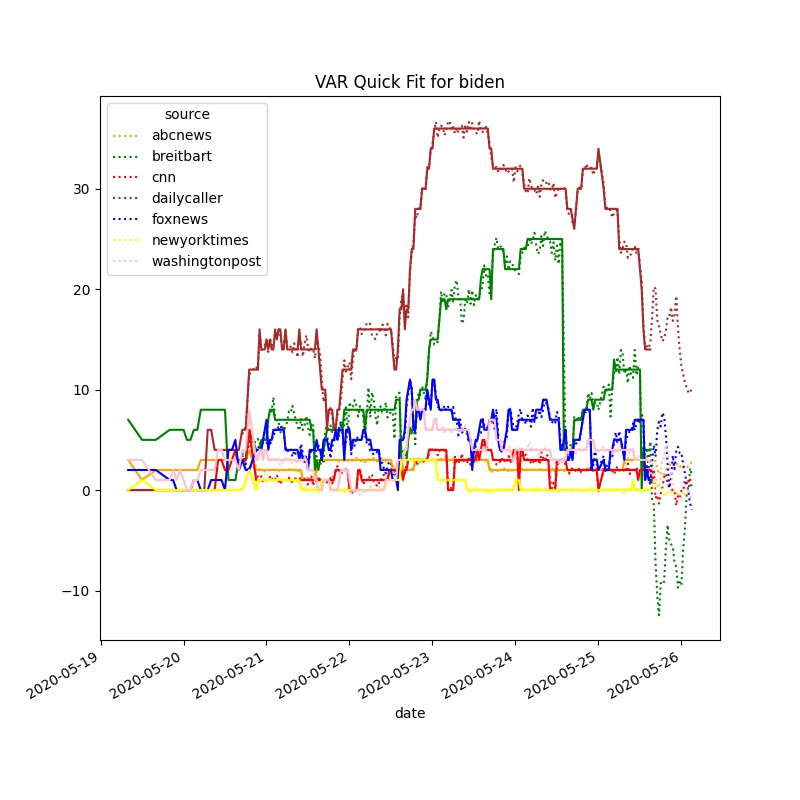 VAR Quick Fit for biden
source
abcnews
breitbart
cnn
dailycaller
foxnews
newyorktimes
washingtonpost
30
20
10
0
−10
2020-05-19
2020-05-20
2020-05-21
2020-05-22
2020-05-23
2020-05-24
2020-05-25
2020-05-26
date